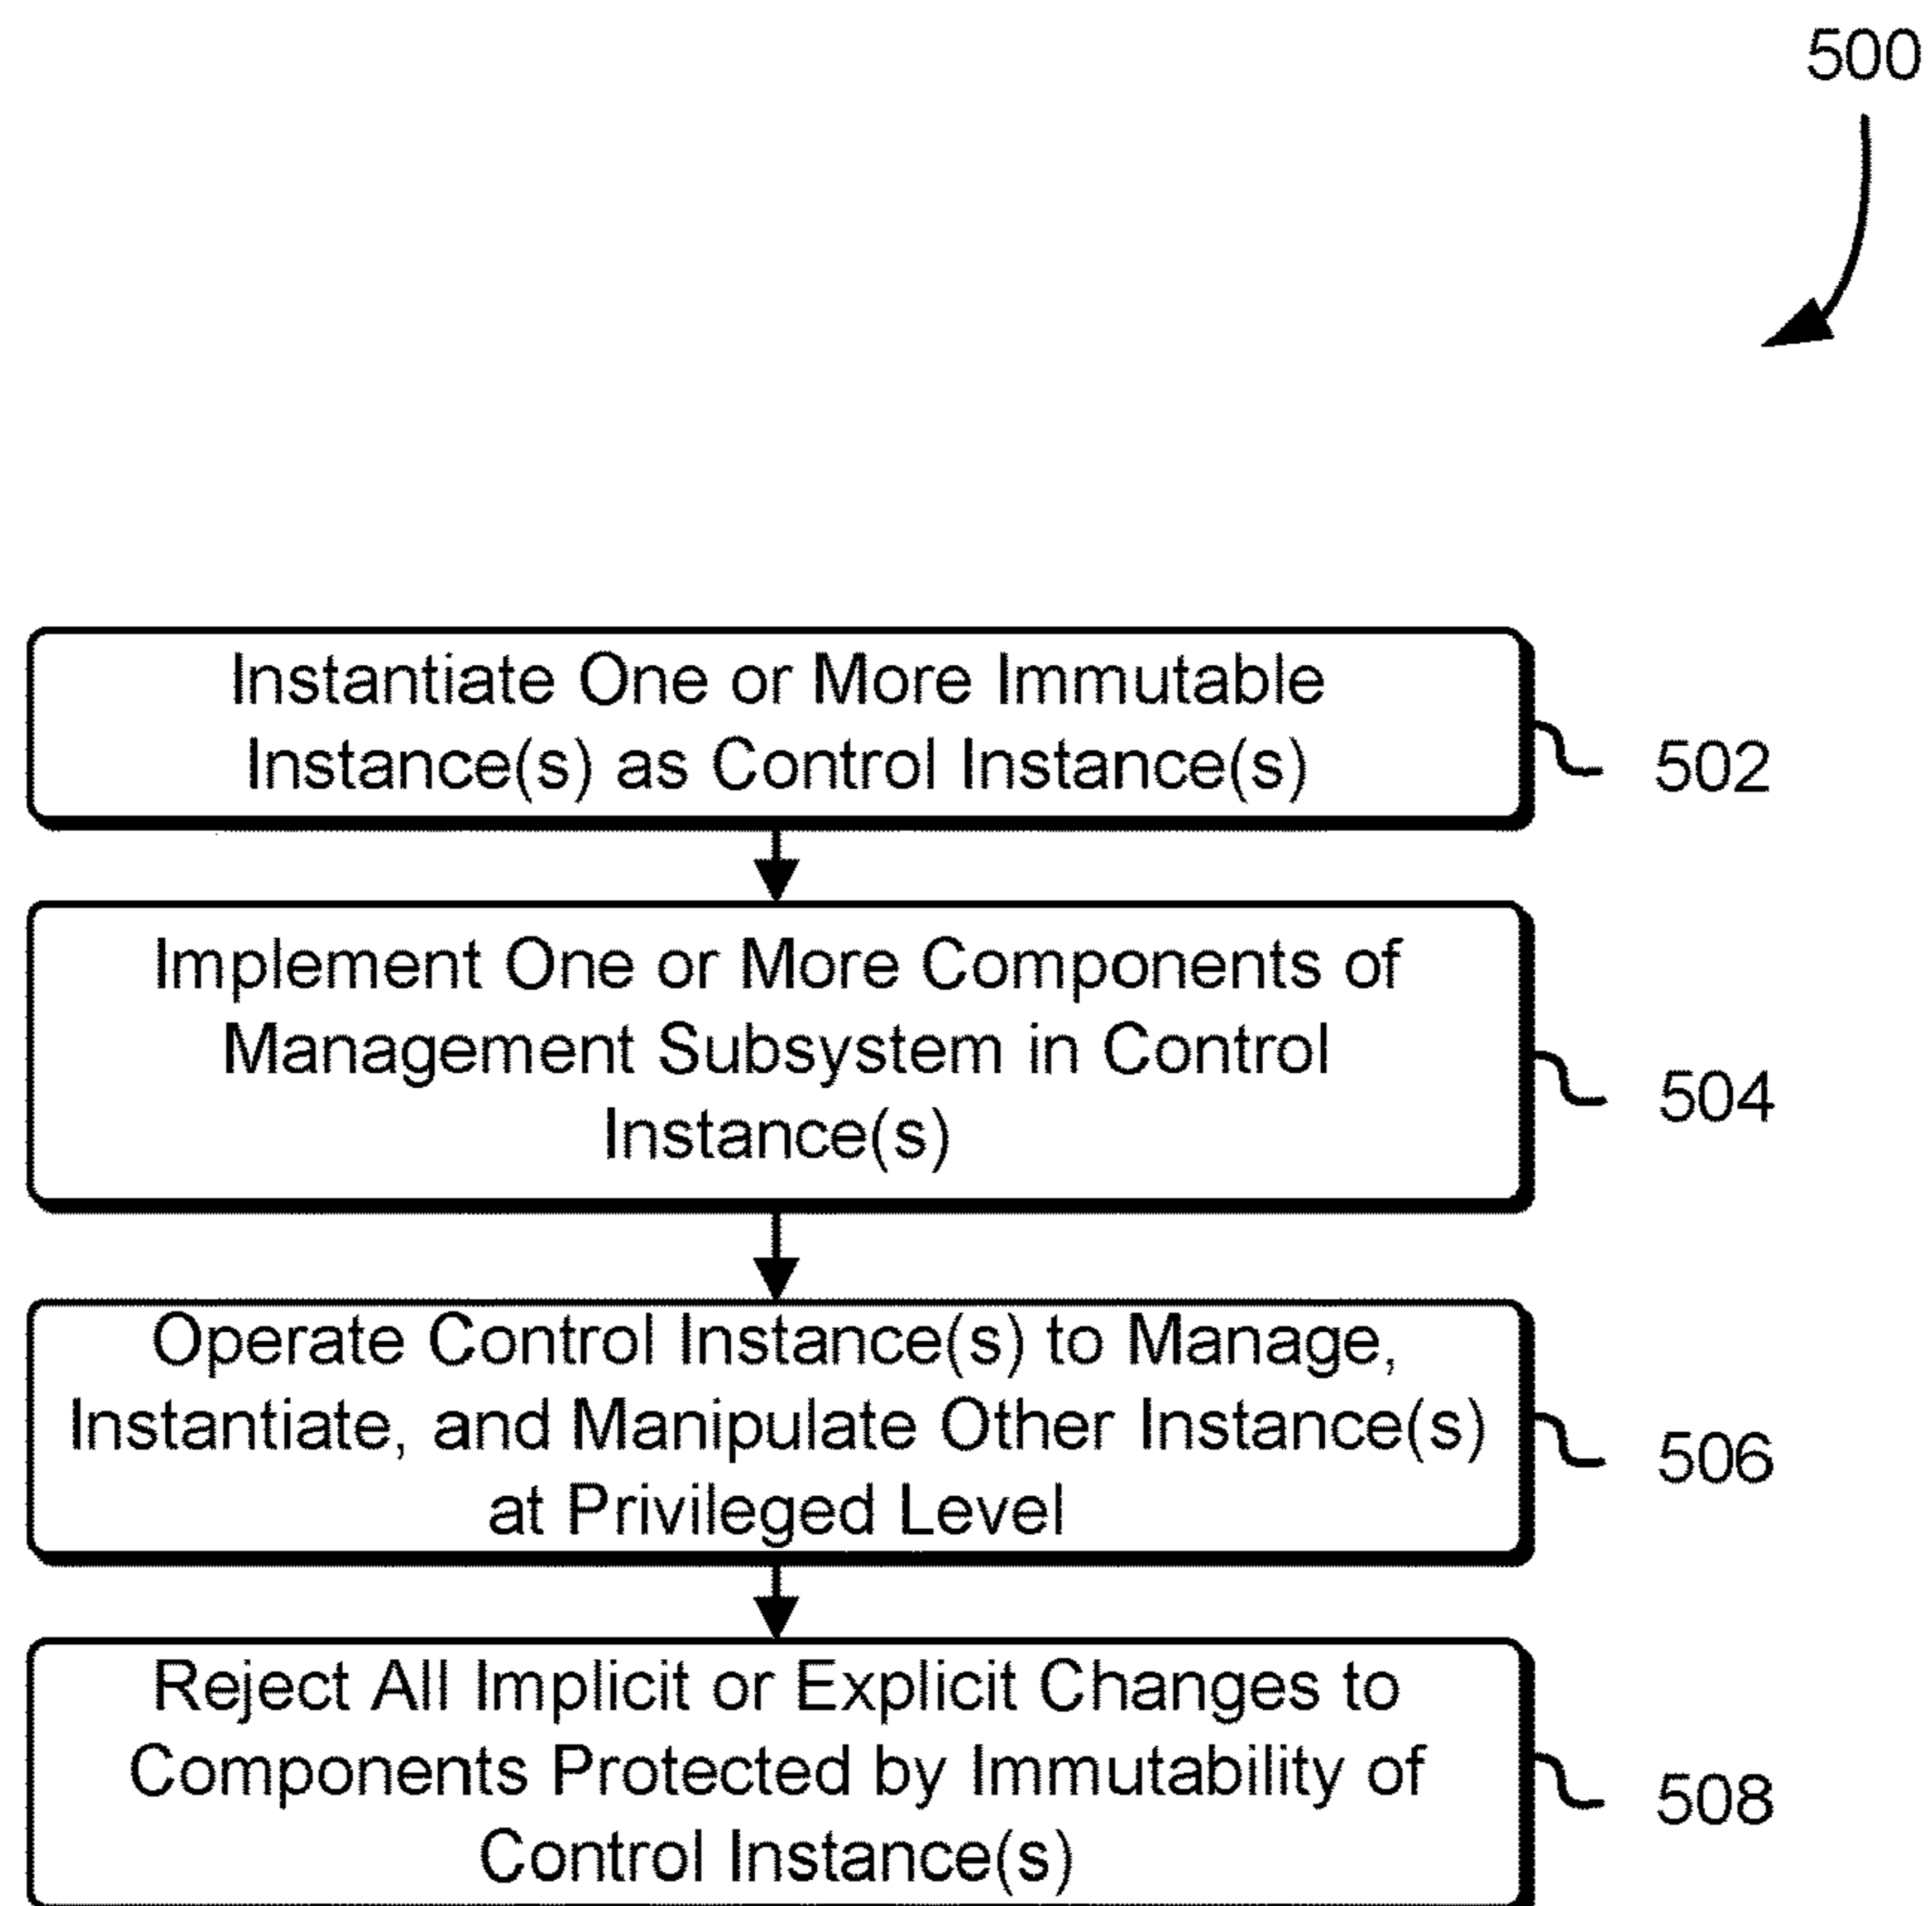 500
Instantiate One or More Immutable
Instance(s) as Control Instance(s)
502
Implement One or More Components of
Management Subsystem in Control
Instance(s)
504
Operate Control Instance(s) to Manage,
Instantiate, and Manipulate Other Instance(s)
at Privileged Level
506
Reject All Implicit or Explicit Changes to
Components Protected by Immutability of
Control Instance(s)
508